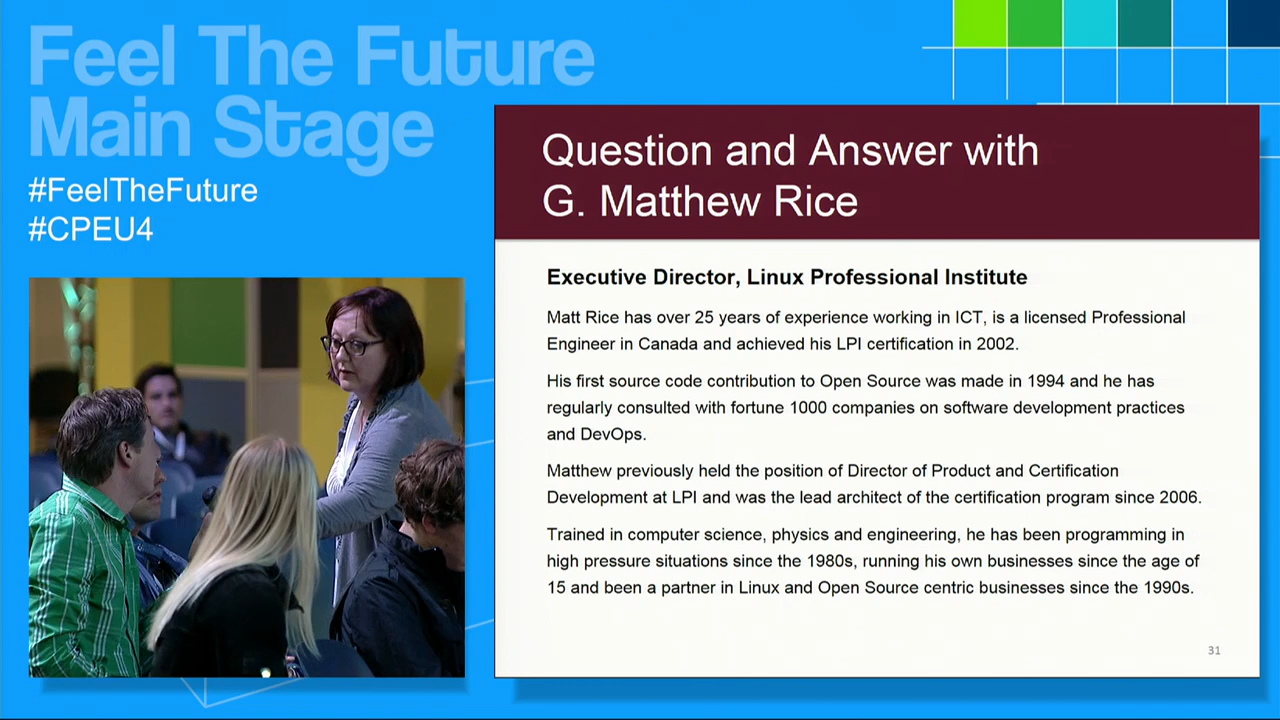 Feel The Future
Main Stage
#FeelTheFuture
#CPEU4
Question and Answer with
G. Matthew Rice
Executive Director, Linux Professional Institute
Matt Rice has over 25 years of experience working in ICT, is a licensed Professional
Engineer in Canada and achieved his LPI certification in 2002.
His first source code contribution to Open Source was made in 1994 and he has
regularly consulted with fortune 1000 companies on software development practices
and DevOps.
Matthew previously held the position of Director of Product and Certification
Development at LPI and was the lead architect of the certification program since 2006.
Trained in computer science, physics and engineering, he has been programming in
high pressure situations since the 1980s, running his own businesses since the age of
15 and been a partner in Linux and Open Source centric businesses since the 1990s.
31